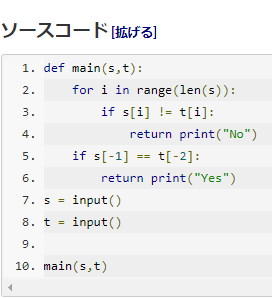 ソースコード [拡げる]
1. def main(s,t):
2.     for i in range(len(s)):
3.         if s[i] != t[i]:
4.             return print("No")
5.     if s[-1] == t[-2]:
6.         return print("Yes")
7. s = input()
8. t = input()
9.
10. main(s,t)